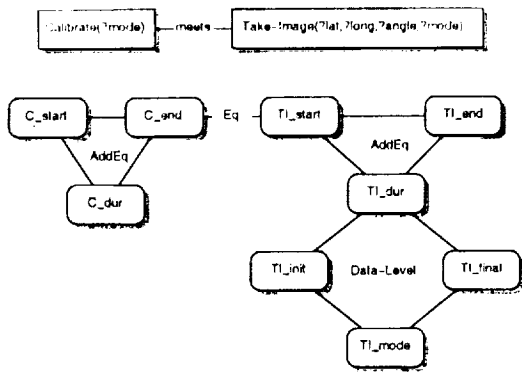 Calibrate(?mode) meets Take-Image(?lat,?long,?angle,?mode)
C_start C_end Eq TI_start TI_end
AddEq AddEq
C_dur TI_dur
TI_init Data-Level TI_final
TI_mode